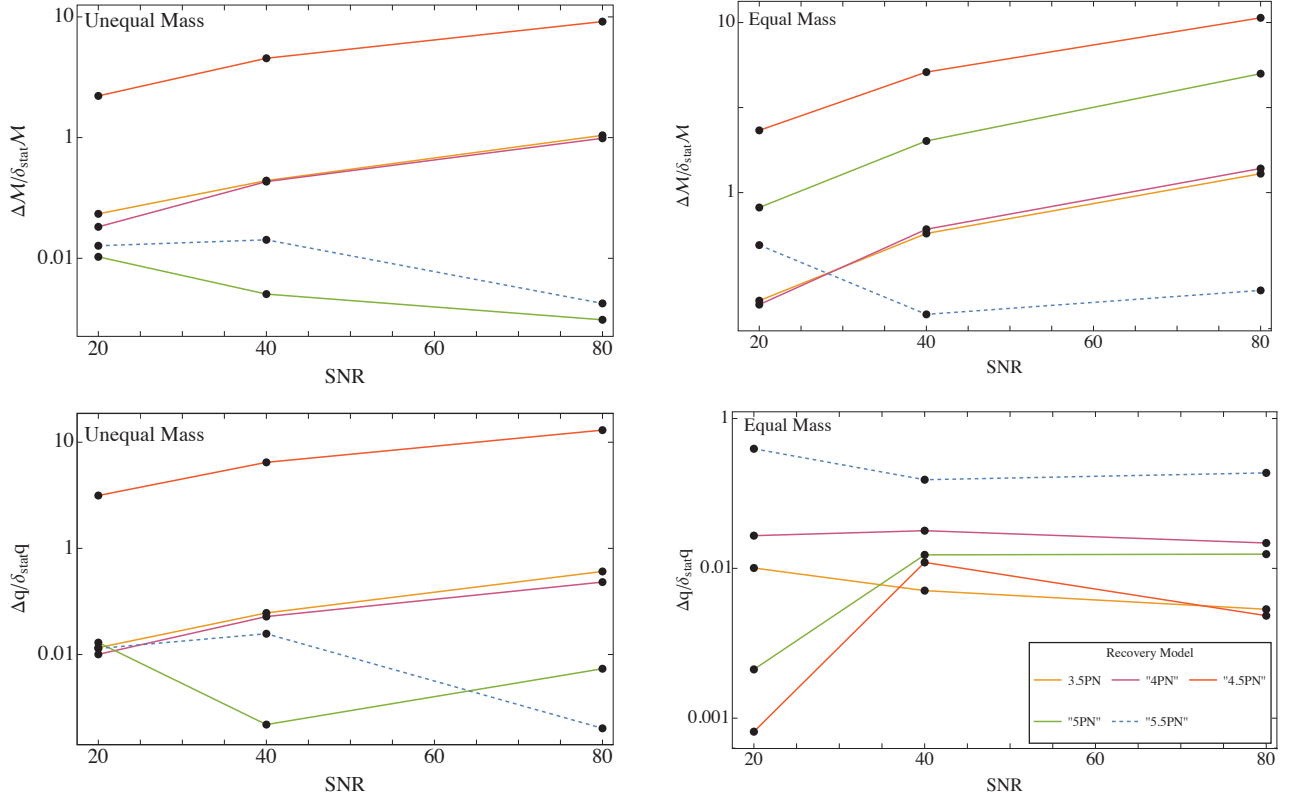 Unequal Mass
10
1
0.01
ΔM/δstatM
20
40
60
80
SNR
Equal Mass
10
10
1
ΔM/δstatM
20
40
60
80
SNR
Unequal Mass
10
1
0.01
Δq/δstatq
20
40
60
80
SNR
Equal Mass
1
0.01
0.001
Δq/δstatq
20
40
60
80
SNR
Recovery Model
3.5PN "4PN" "4.5PN"
"5PN" "5.5PN"